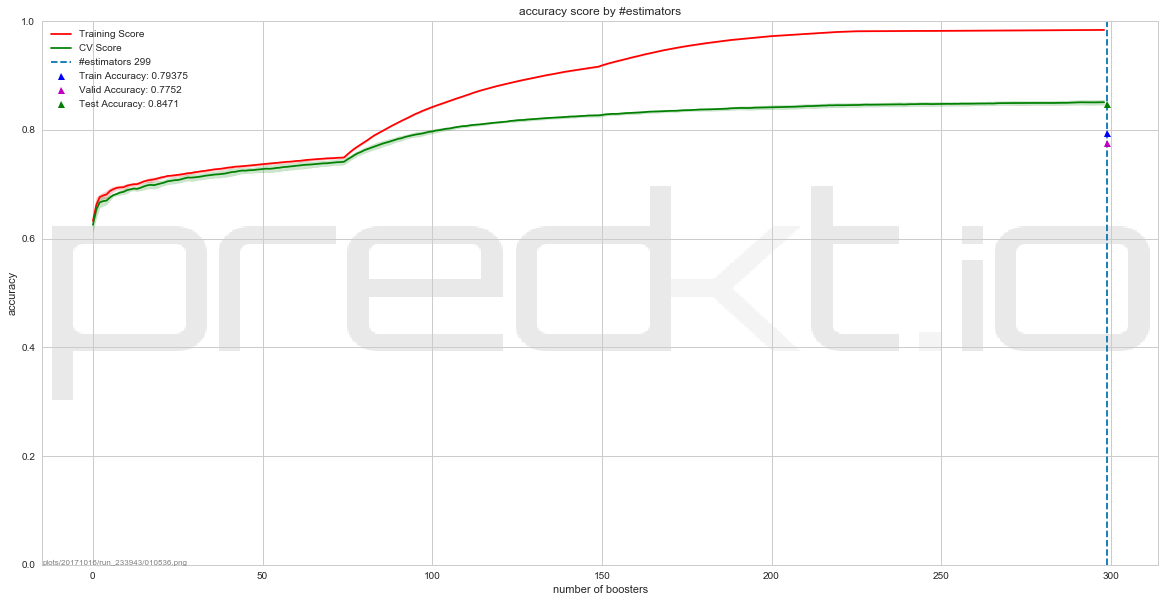 accuracy score by #estimators
1.0
Training Score
CV Score
#estimators 299
Train Accuracy: 0.79375
Valid Accuracy: 0.7752
Test Accuracy: 0.8471
0.8
0.6
predkt.io
accuracy
0.4
0.2
0.0
plots/20171016/run_233943/010536.png
0 50 100 150 200 250 300
number of boosters